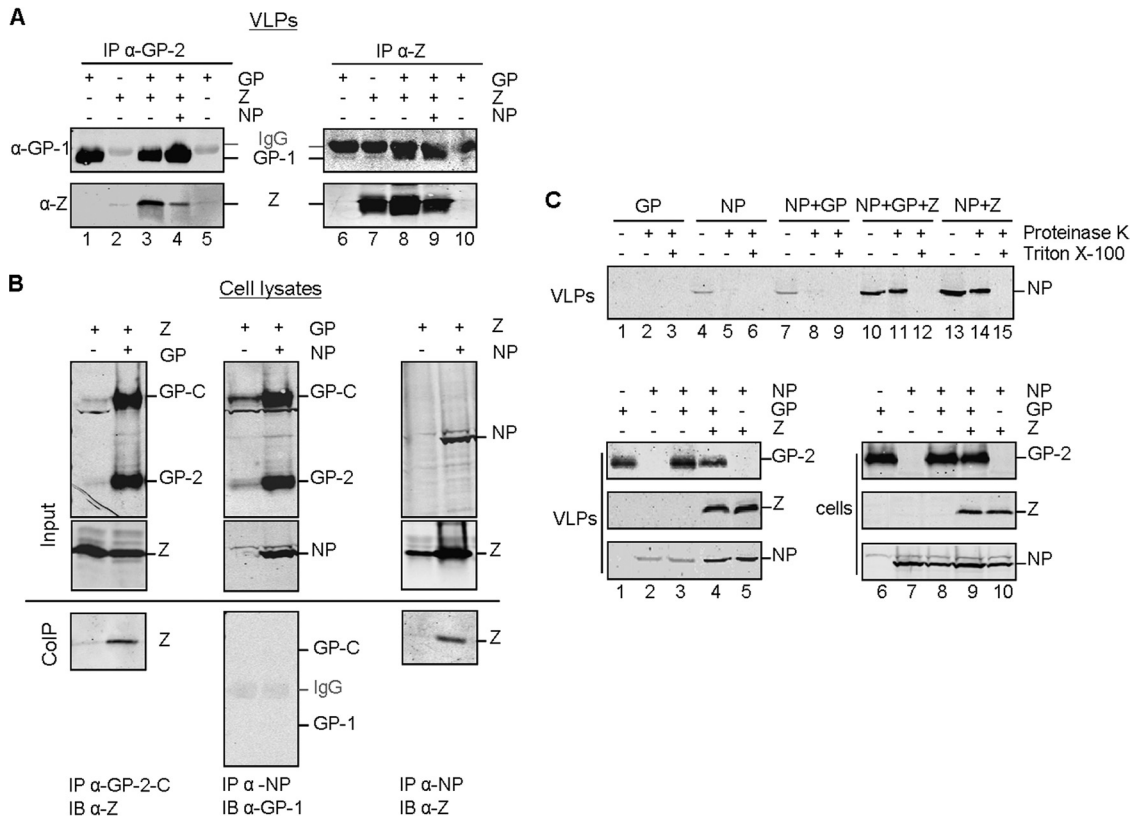 A
VLPs
IP α-GP-2
+ - + + + GP
- + + + - Z
- - - + - NP
α-GP-1
α-Z
1 2 3 4 5
IP α-Z
+ - + + + GP
- + + + - Z
- - - + - NP
IgG
GP-1
Z
6 7 8 9 10
B
Cell lysates
+ + Z
- + GP
GP-C
GP-2
Z
+ + GP
- + NP
GP-C
GP-2
NP
+ + Z
- + NP
NP
Z
Input
CoIP
Z
GP-C
IgG
GP-1
Z
IP α-GP-2-C
IB α-Z
IP α -NP
IB α-GP-1
IP α-NP
IB α-Z
C
GP NP NP+GP NP+GP+Z NP+Z
- + + - + + - + + - + + - + + Proteinase K
- - + - - + - - + - - + - - + Triton X-100
VLPs
NP
1 2 3 4 5 6 7 8 9 10 11 12 13 14 15
- + + + + NP
+ - + + - GP
- - - + + Z
VLPs
GP-2
Z
NP
1 2 3 4 5
- + + + + NP
+ - + + - GP
- - - + + Z
cells
GP-2
Z
NP
6 7 8 9 10